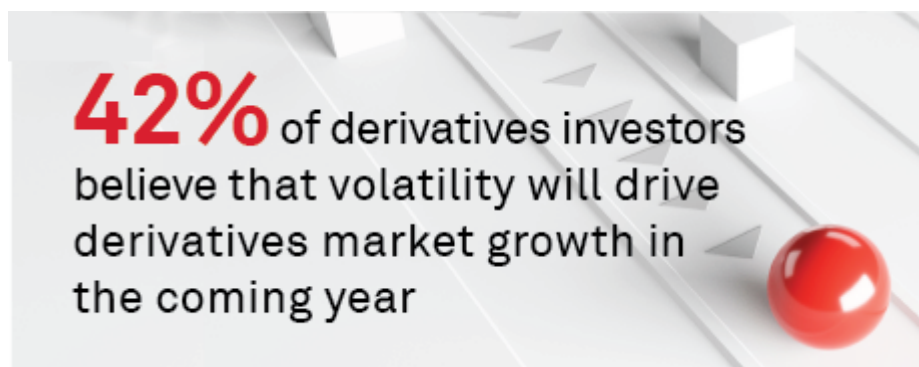 42% of derivatives investors
believe that volatility will drive
derivatives market growth in
the coming year